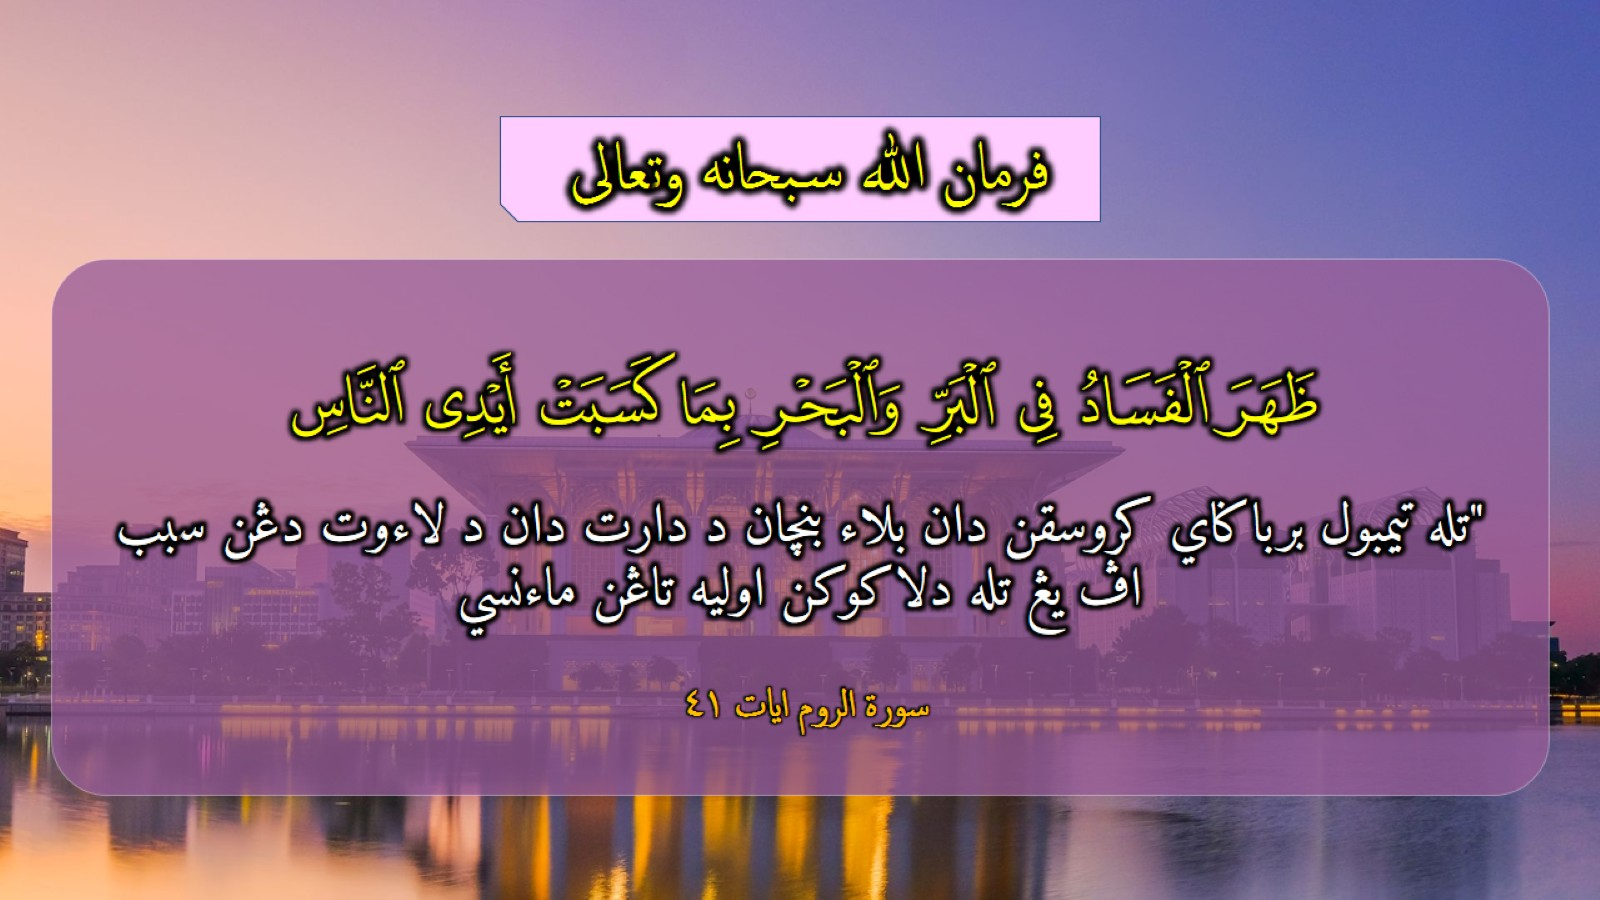 فرمان الله سبحانه وتعالى
ظَهَرَ ٱلْفَسَادُ فِى ٱلْبَرِّ وَٱلْبَحْرِ بِمَا كَسَبَتْ أَيْدِى ٱلنَّاسِ
"تله تيمبول برباݢاي کروسقن دان بلاء بنچان د دارت دان د لاءوت دڠن سبب
اڤ يڠ تله دلاکوکن اوليه تاڠن ماءنسي
سورة الروم ايات ٤١